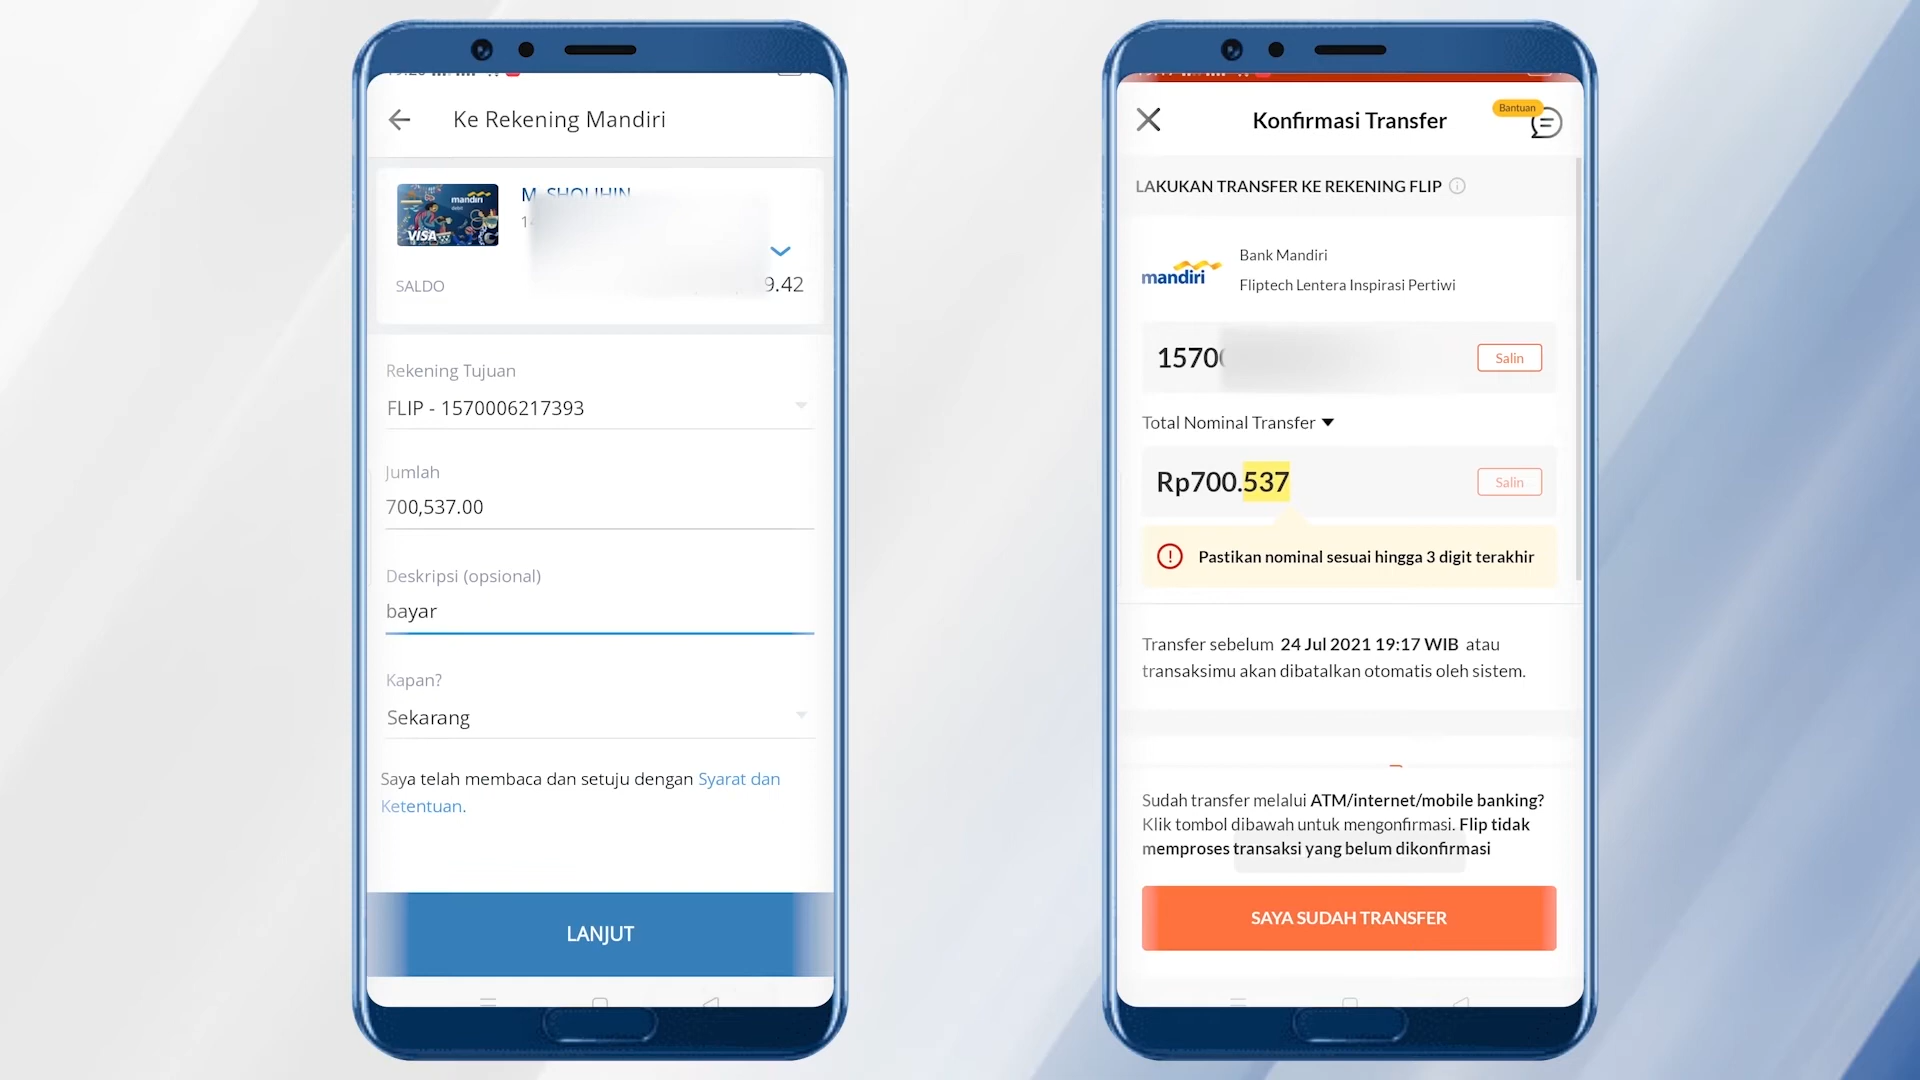 Ke Rekening Mandiri
mandiri
VISA
M. SHOLIHIN
SALDO
9.42
Rekening Tujuan
FLIP - 1570006217393
Jumlah
700,537.00
Deskripsi (opsional)
bayar
Kapan?
Sekarang
Saya telah membaca dan setuju dengan Syarat dan
Ketentuan.
LANJUT
Konfirmasi Transfer
Bantuan
LAKUKAN TRANSFER KE REKENING FLIP
mandiri
Bank Mandiri
Fliptech Lentera Inspirasi Pertiwi
1570
Salin
Total Nominal Transfer
Rp700.537
Salin
Pastikan nominal sesuai hingga 3 digit terakhir
Transfer sebelum 24 Jul 2021 19:17 WIB atau
transaksimu akan dibatalkan otomatis oleh sistem.
Sudah transfer melalui ATM/internet/mobile banking?
Klik tombol dibawah untuk mengonfirmasi. Flip tidak
memproses transaksi yang belum dikonfirmasi
SAYA SUDAH TRANSFER